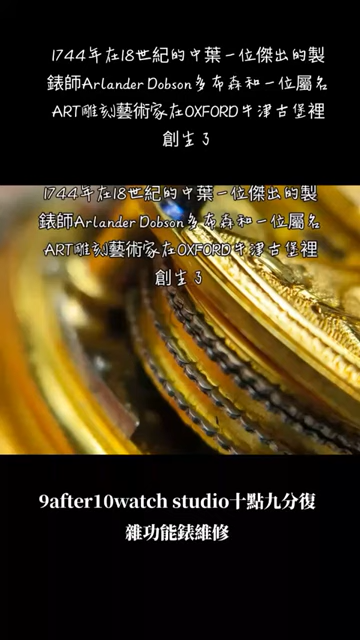 1744年在18世紀的中葉一位傑出的製
錶師Arlander Dobson多布森和一位屬名
ART雕刻藝術家在OXFORD牛津古堡裡
創生了
1744年在18世紀的中葉一位傑出的製
錶師Arlander Dobson多布森和一位屬名
ART雕刻藝術家在OXFORD牛津古堡裡
創生了
9after10watch studio十點九分復
雜功能錶維修